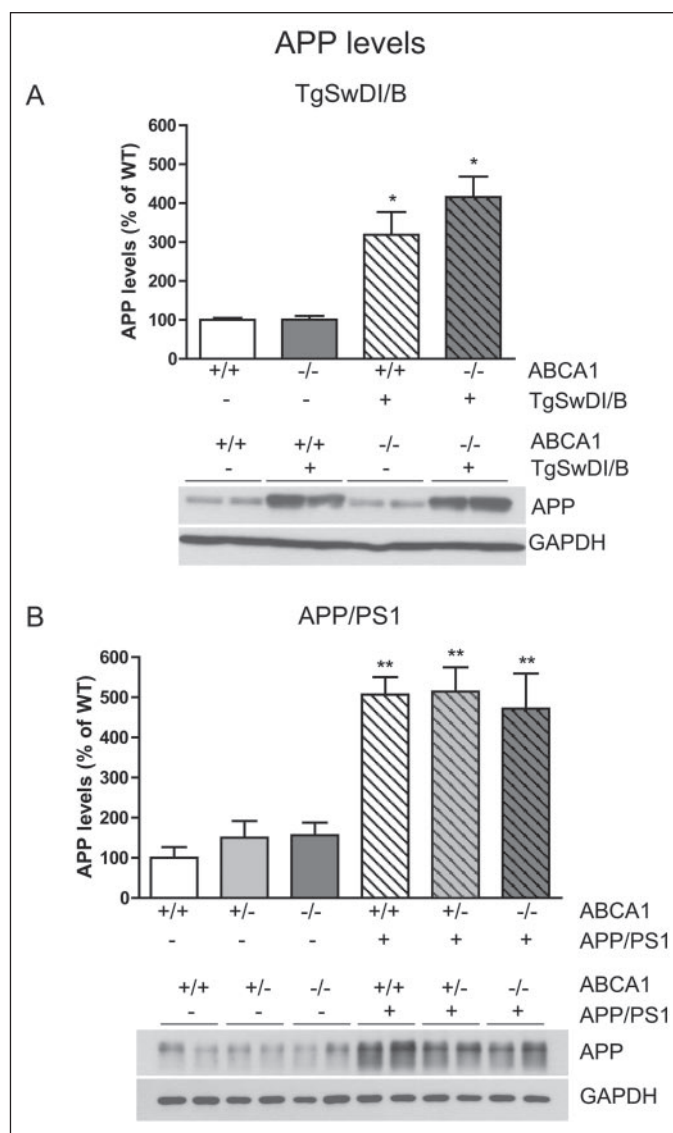 APP levels
A
TgSwDI/B
APP levels (% of WT)
600
500
400
300
200
100
0
* *
+/+ -/- +/+ -/- ABCA1
- - + + TgSwDI/B
+/+ +/+ -/- -/- ABCA1
- + - + TgSwDI/B
APP
GAPDH
B
APP/PS1
APP levels (% of WT)
600
500
400
300
200
100
0
** ** **
+/+ +/- -/- +/+ +/- -/- ABCA1
- - - + + + APP/PS1
+/+ +/- -/- +/+ +/- -/- ABCA1
- - - + + + APP/PS1
APP
GAPDH